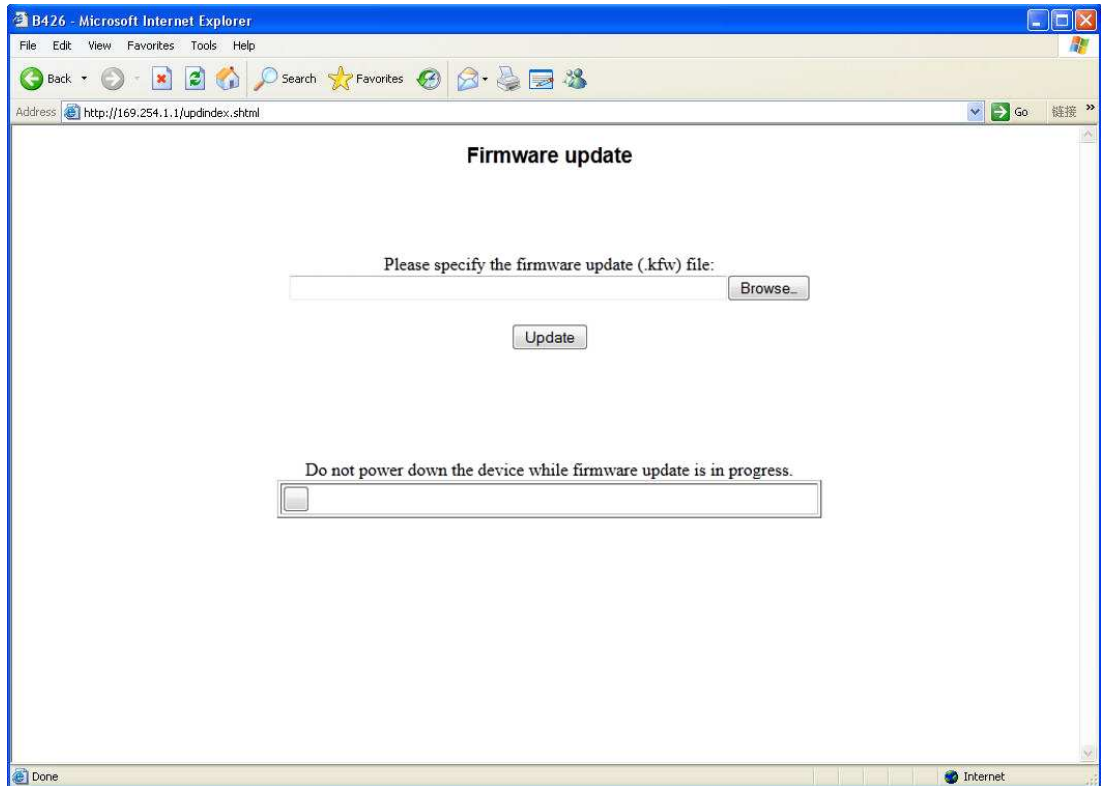 B426 - Microsoft Internet Explorer
File Edit View Favorites Tools Help
Back Search Favorites
Address http://169.254.1.1/updindex.shtml Go 链接 »
Firmware update
Please specify the firmware update (.kfw) file:
Browse...
Update
Do not power down the device while firmware update is in progress.
Done Internet